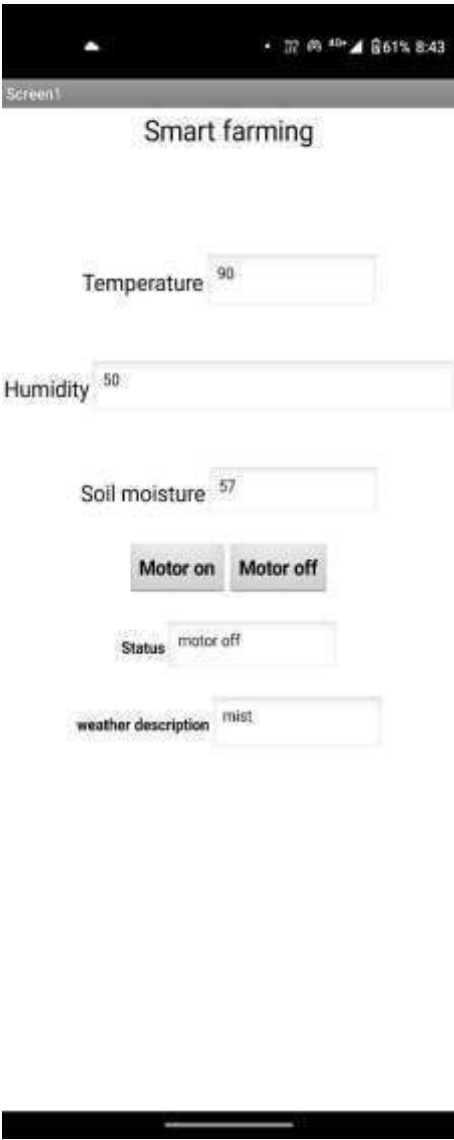 61% 8:43
Screen1
Smart farming
Temperature 90
Humidity 50
Soil moisture 57
Motor on Motor off
Status motor off
weather description mist